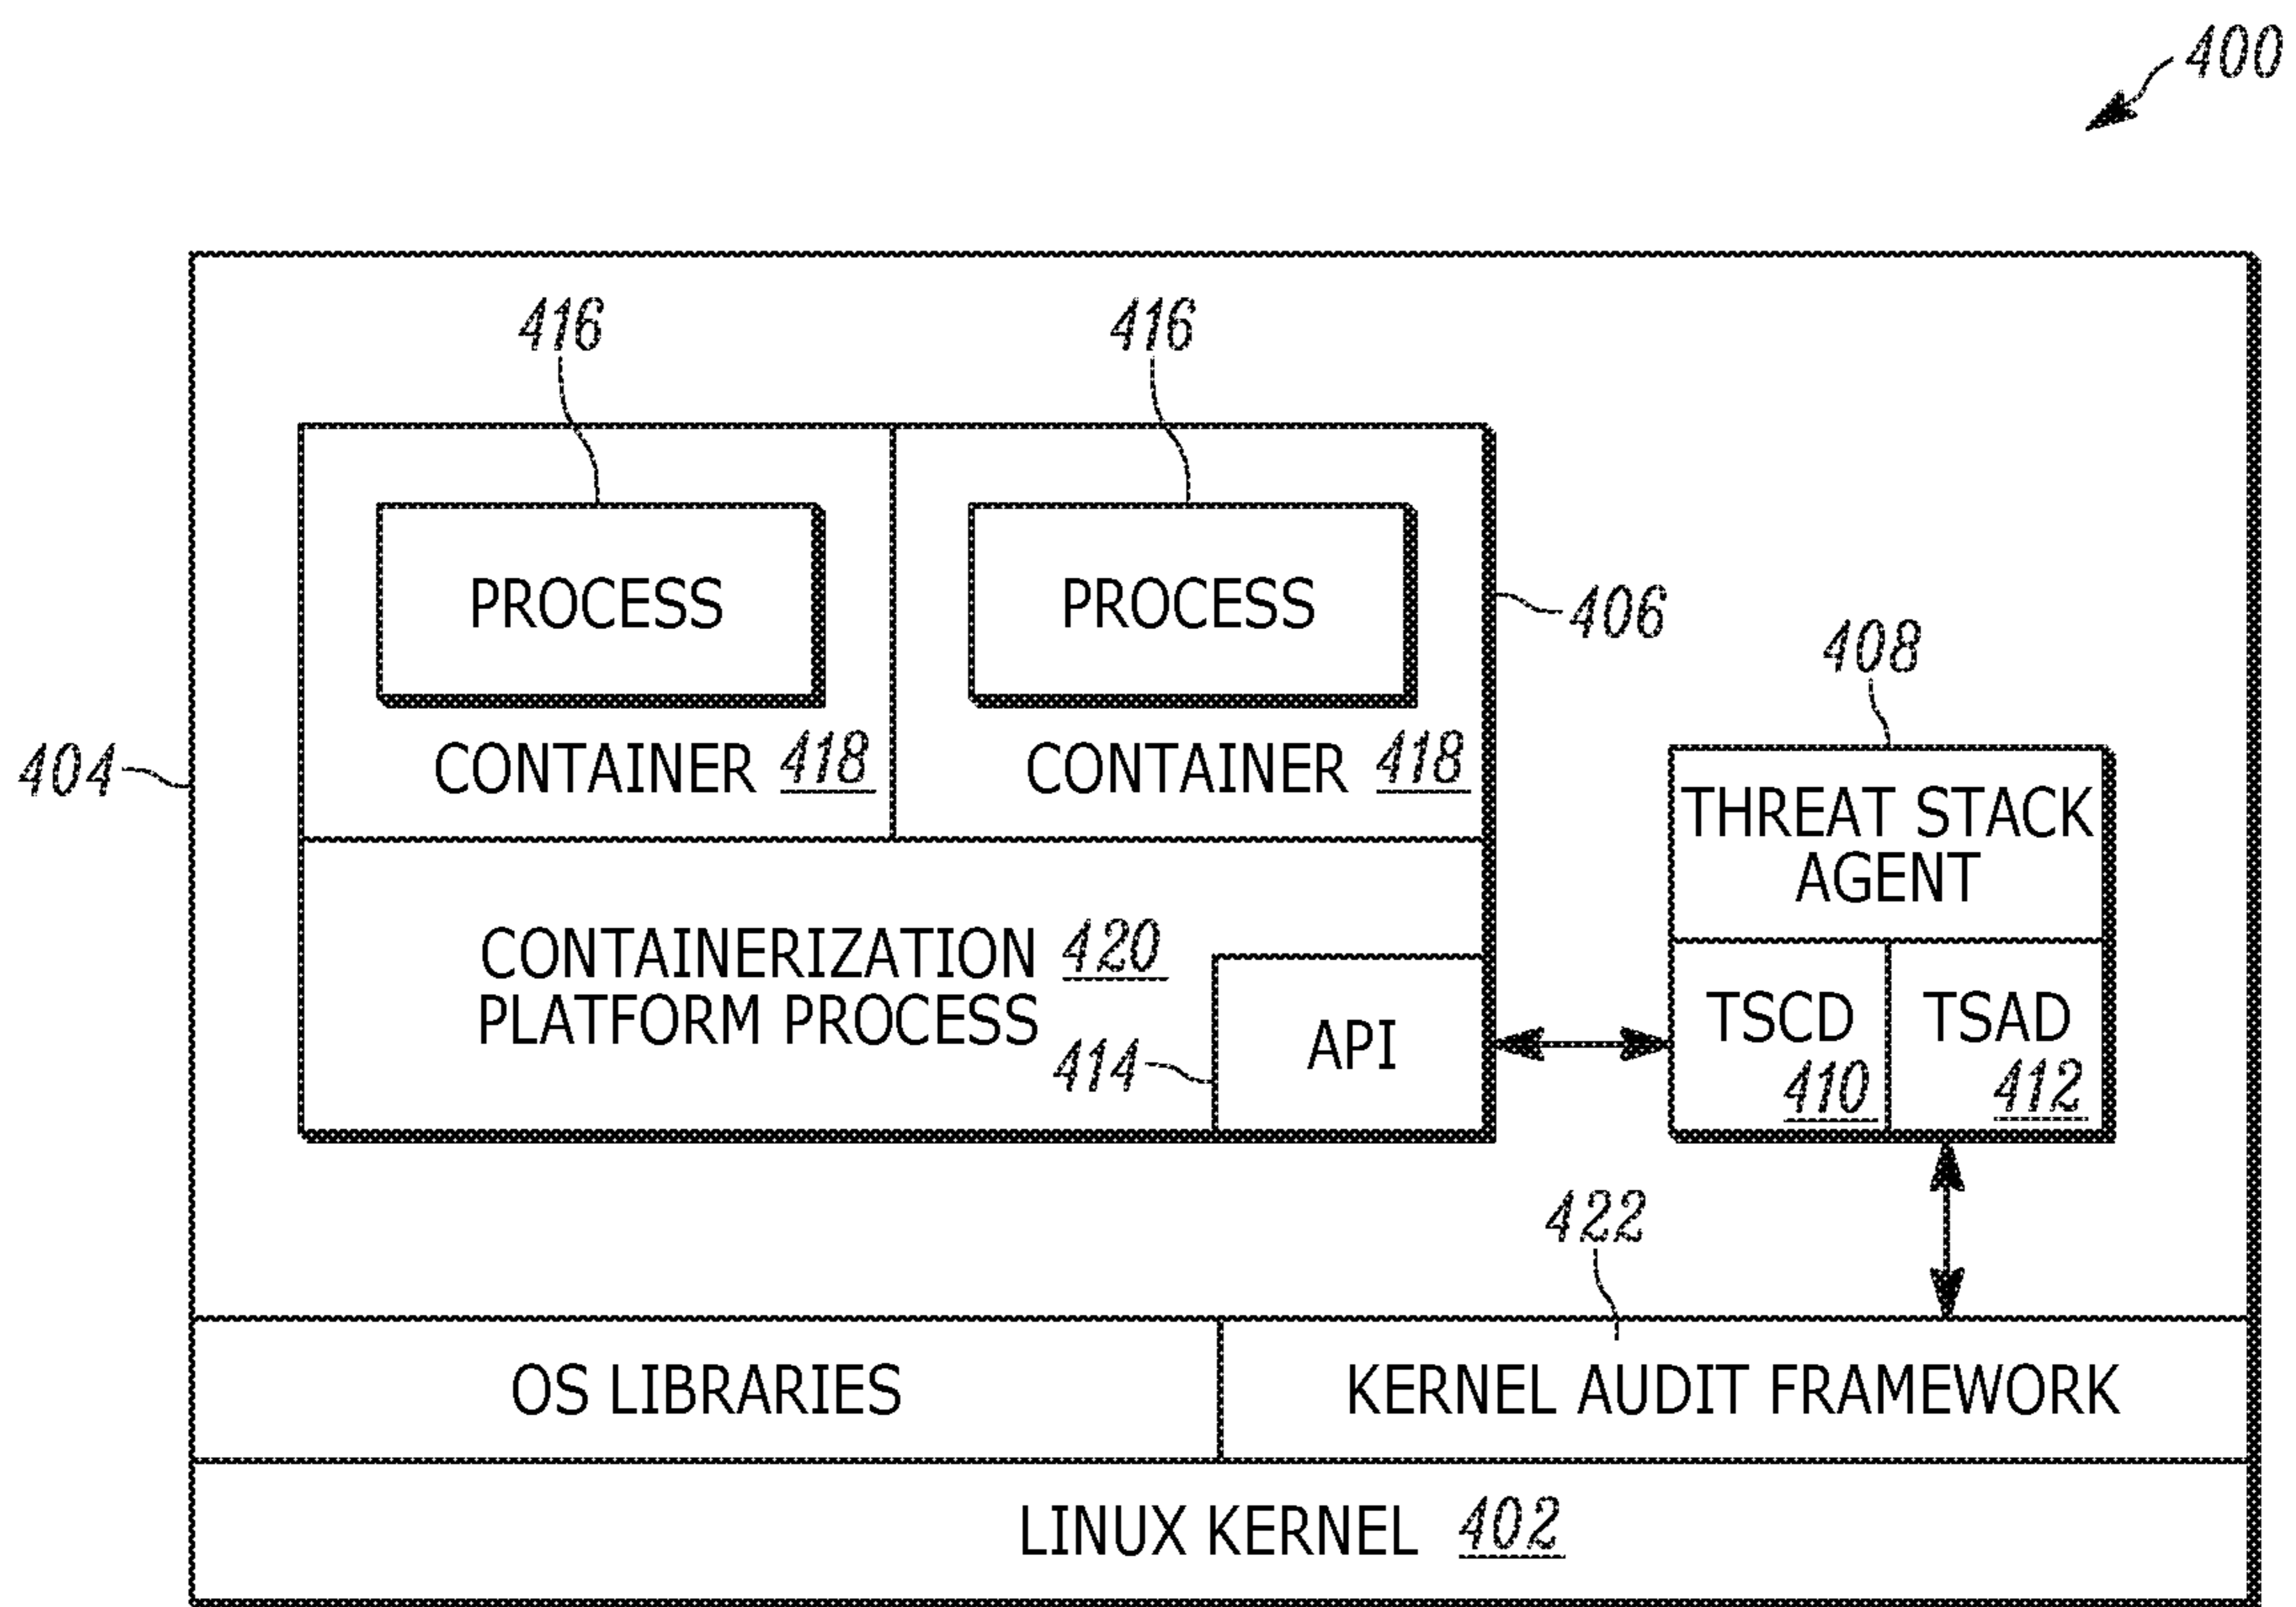 400
416
416
PROCESS
PROCESS
406
408
404
CONTAINER 418
CONTAINER 418
THREAT STACK
AGENT
CONTAINERIZATION 420
PLATFORM PROCESS
414
API
TSCD
410
TSAD
412
422
OS LIBRARIES
KERNEL AUDIT FRAMEWORK
LINUX KERNEL 402